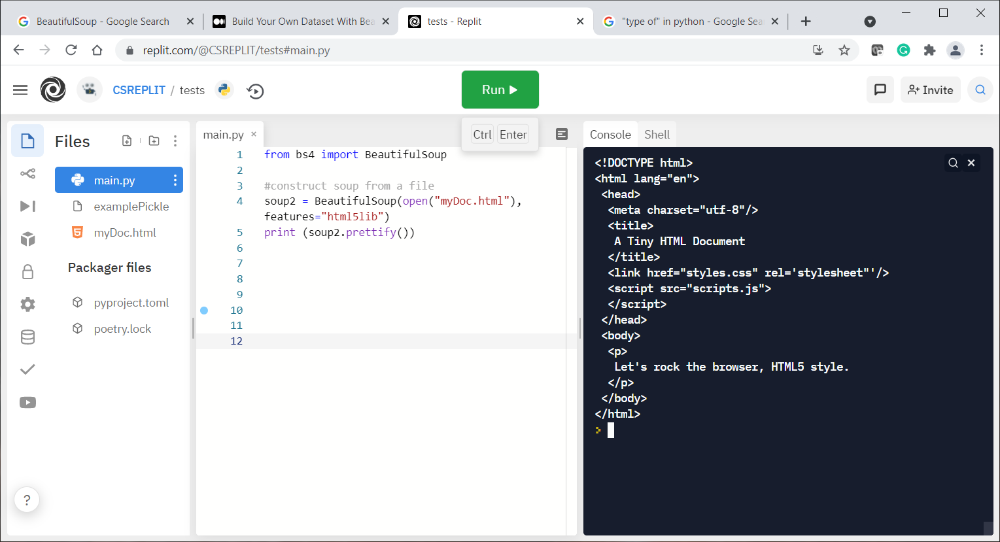 BeautifulSoup - Google Search
Build Your Own Dataset With Bea
tests - Replit
"type of" in python - Google Sea
replit.com/@CSREPLIT/tests#main.py
CSREPLIT / tests
Run
Invite
Ctrl Enter
Files
main.py
examplePickle
myDoc.html
Packager files
pyproject.toml
poetry.lock
?
main.py
1 from bs4 import BeautifulSoup
2
3 #construct soup from a file
4 soup2 = BeautifulSoup(open("myDoc.html"),
features="html5lib")
5 print (soup2.prettify())
6
7
8
9
10
11
12
Console Shell
<!DOCTYPE html>
<html lang="en">
<head>
<meta charset="utf-8"/>
<title>
A Tiny HTML Document
</title>
<link href="styles.css" rel='stylesheet"'/>
<script src="scripts.js">
</script>
</head>
<body>
<p>
Let's rock the browser, HTML5 style.
</p>
</body>
</html>
>